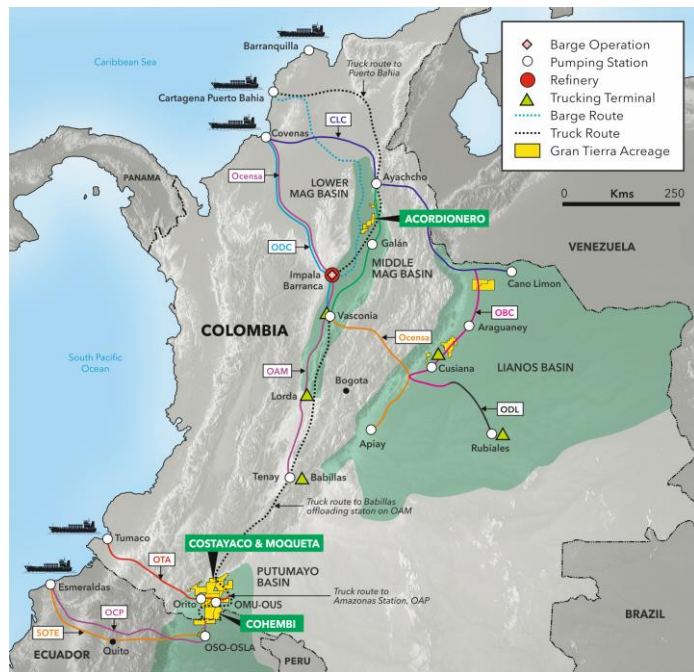 Caribbean Sea
Barranquilla
Truck route to
Puerto Bahia
Cartagena Puerto Bahia
Covenas
CLC
Barge Operation
Pumping Station
Refinery
Trucking Terminal
Barge Route
Truck Route
Gran Tierra Acreage
0
Kms
250
PANAMA
Ocensa
LOWER
MAG BASIN
Ayachcho
ACORDIONERO
ODC
Galán
VENEZUELA
MIDDLE
MAG BASIN
Impala
Barranca
Cano Limon
COLOMBIA
Vasconia
OBC
Araguaney
Ocensa
South Pacific
Ocean
OAM
Cusiana
LIANOS BASIN
Bogota
Lorda
ODL
Apiay
Rubiales
Tenay
Babillas
Truck route to Babillas
offloading staton on OAM
Tumaco
COSTAYACO & MOQUETA
OTA
PUTUMAYO
BASIN
Esmeraldas
Truck route to
Amazonas Station, OAP
Orito
OMU-OUS
OCP
SOTE
COHEMBI
BRAZIL
Quito
OSO-OSLA
ECUADOR
PERU